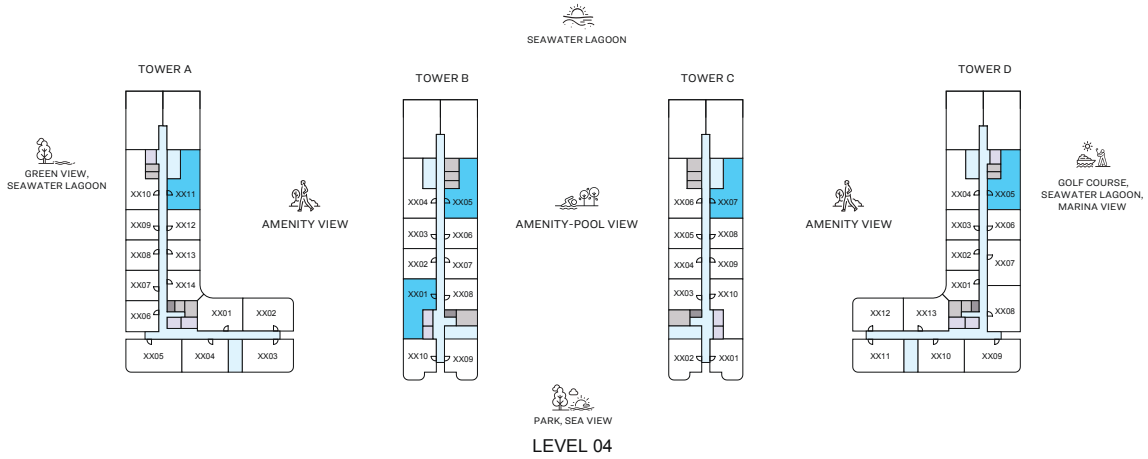 SEAWATER LAGOON
TOWER A
TOWER B
TOWER C
TOWER D
GREEN VIEW,
SEAWATER LAGOON
AMENITY VIEW
AMENITY-POOL VIEW
AMENITY VIEW
GOLF COURSE,
SEAWATER LAGOON,
MARINA VIEW
XX10
XX11
XX09
XX12
XX08
XX13
XX07
XX14
XX06
XX01
XX02
XX05
XX04
XX03
XX04
XX05
XX03
XX06
XX02
XX07
XX01
XX08
XX10
XX09
XX06
XX07
XX05
XX08
XX04
XX09
XX03
XX10
XX02
XX01
XX04
XX05
XX03
XX06
XX02
XX07
XX01
XX08
XX12
XX13
XX11
XX10
XX09
PARK, SEA VIEW
LEVEL 04